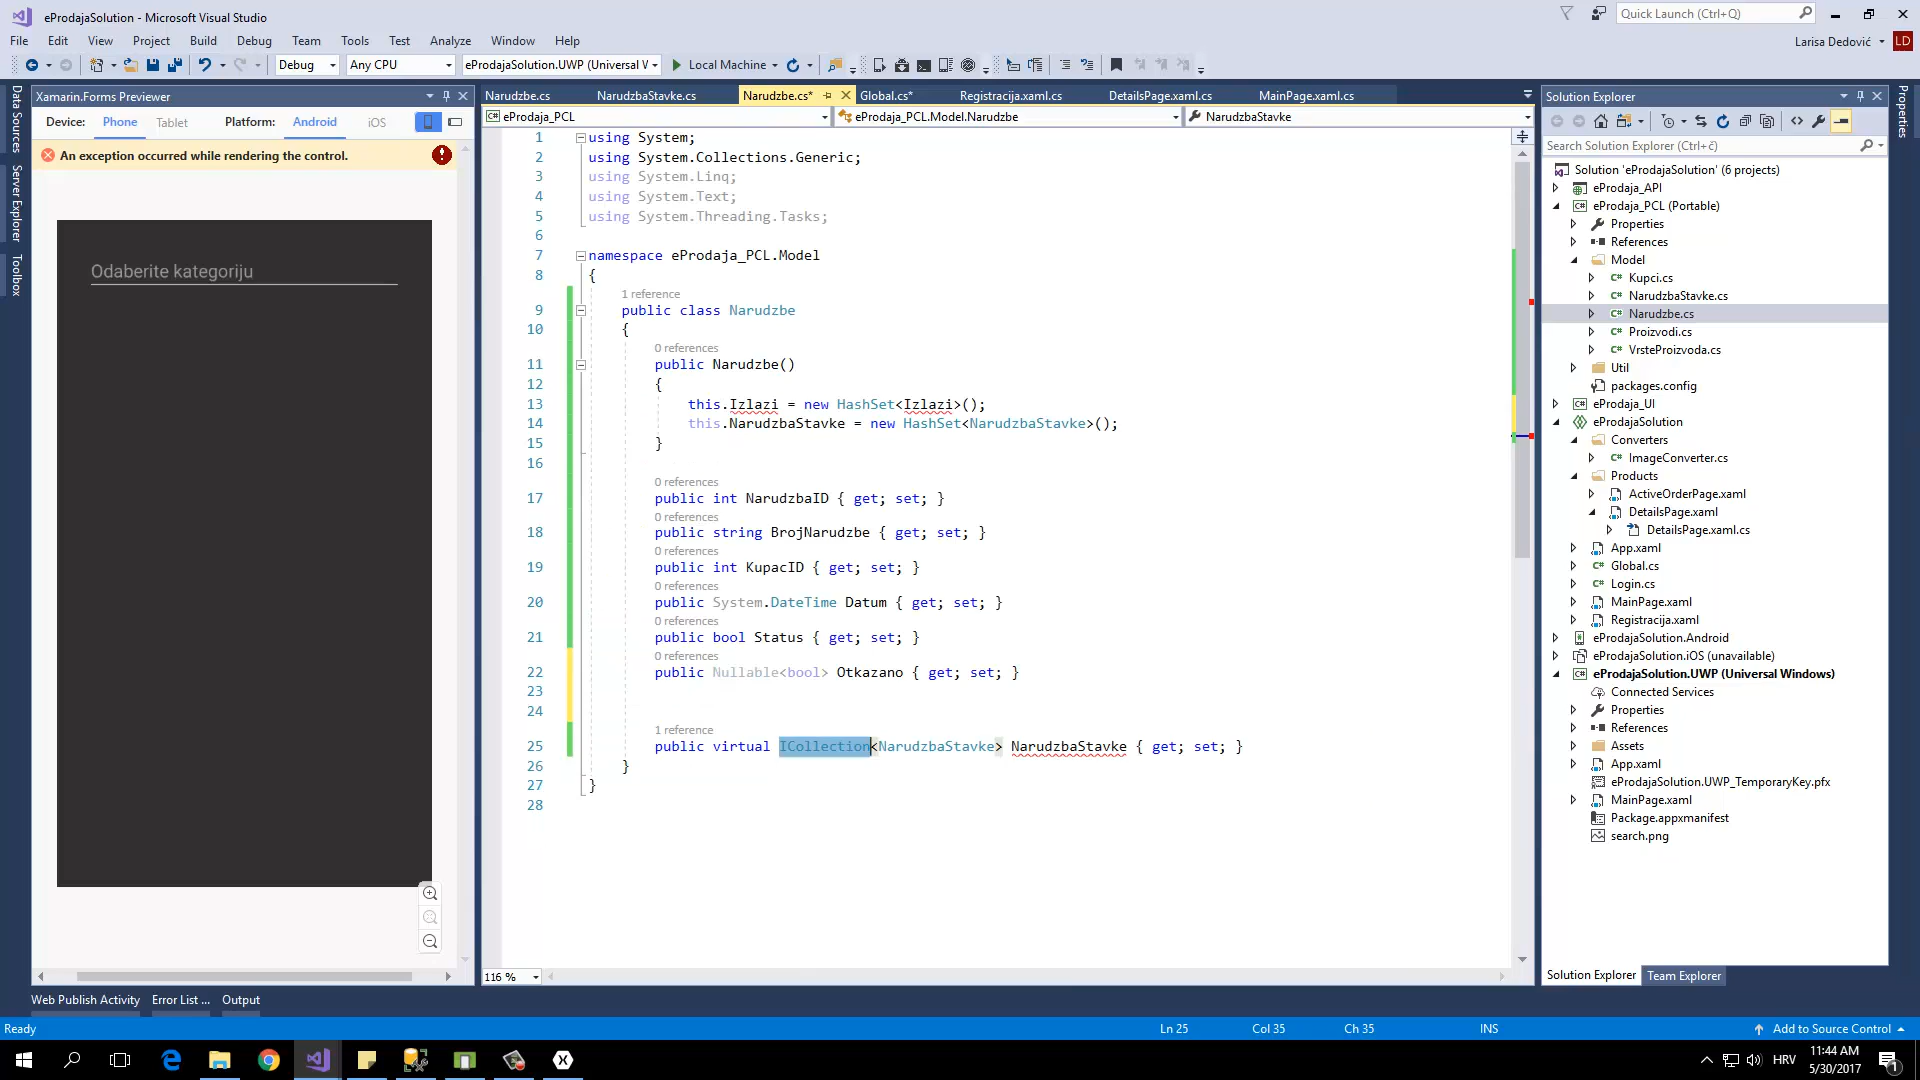 eProdajaSolution - Microsoft Visual Studio
Quick Launch (Ctrl+Q)
File Edit View Project Build Debug Team Tools Test Analyze Window Help
Larisa Dedović LD
Debug Any CPU eProdajaSolution.UWP (Universal V Local Machine
Data Sources
Server Explorer
Toolbox
Xamarin.Forms Previewer
Device: Phone Tablet Platform: Android iOS
An exception occurred while rendering the control.
Odaberite kategoriju
Narudzbe.cs NarudzbaStavke.cs Narudzbe.cs* Global.cs* Registracija.xaml.cs DetailsPage.xaml.cs MainPage.xaml.cs
eProdaja_PCL eProdaja_PCL.Model.Narudzbe NarudzbaStavke
1 using System;
2 using System.Collections.Generic;
3 using System.Linq;
4 using System.Text;
5 using System.Threading.Tasks;
6
7 namespace eProdaja_PCL.Model
8 {
1 reference
9 public class Narudzbe
10 {
0 references
11 public Narudzbe()
12 {
13 this.Izlazi = new HashSet<Izlazi>();
14 this.NarudzbaStavke = new HashSet<NarudzbaStavke>();
15 }
16
0 references
17 public int NarudzbaID { get; set; }
0 references
18 public string BrojNarudzbe { get; set; }
0 references
19 public int KupacID { get; set; }
0 references
20 public System.DateTime Datum { get; set; }
0 references
21 public bool Status { get; set; }
0 references
22 public Nullable<bool> Otkazano { get; set; }
23
24
1 reference
25 public virtual ICollection<NarudzbaStavke> NarudzbaStavke { get; set; }
26 }
27 }
28
116 %
Solution Explorer
Search Solution Explorer (Ctrl+č)
Solution 'eProdajaSolution' (6 projects)
eProdaja_API
eProdaja_PCL (Portable)
Properties
References
Model
Kupci.cs
NarudzbaStavke.cs
Narudzbe.cs
Proizvodi.cs
VrsteProizvoda.cs
Util
packages.config
eProdaja_UI
eProdajaSolution
Converters
ImageConverter.cs
Products
ActiveOrderPage.xaml
DetailsPage.xaml
DetailsPage.xaml.cs
App.xaml
Global.cs
Login.cs
MainPage.xaml
Registracija.xaml
eProdajaSolution.Android
eProdajaSolution.iOS (unavailable)
eProdajaSolution.UWP (Universal Windows)
Connected Services
Properties
References
Assets
App.xaml
eProdajaSolution.UWP_TemporaryKey.pfx
MainPage.xaml
Package.appxmanifest
search.png
Solution Explorer Team Explorer
Properties
Web Publish Activity Error List ... Output
Ready Ln 25 Col 35 Ch 35 INS Add to Source Control
HRV 11:44 AM
5/30/2017
1